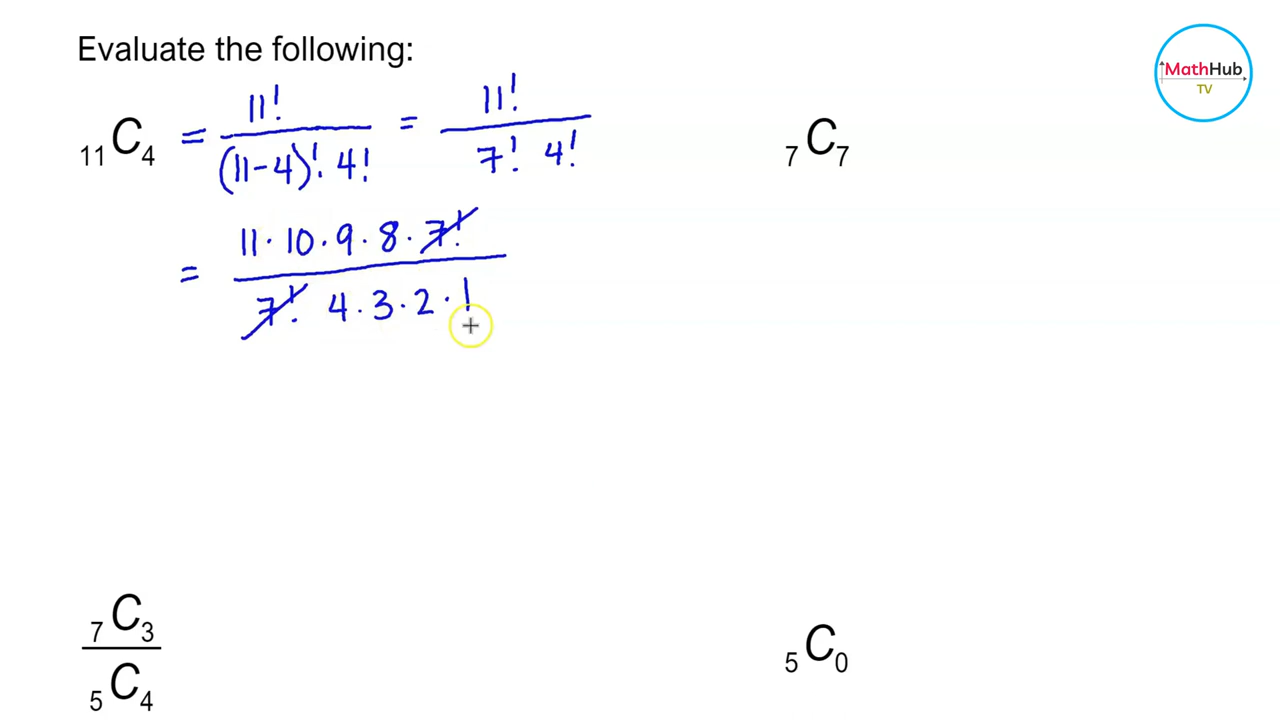 Evaluate the following:
MathHub
TV
₁₁C₄ = 11! / (11-4)! 4! = 11! / 7! 4!
= 11 · 10 · 9 · 8 · 7! / 7! 4 · 3 · 2 · 1
₇C₇
₇C₃ / ₅C₄
₅C₀